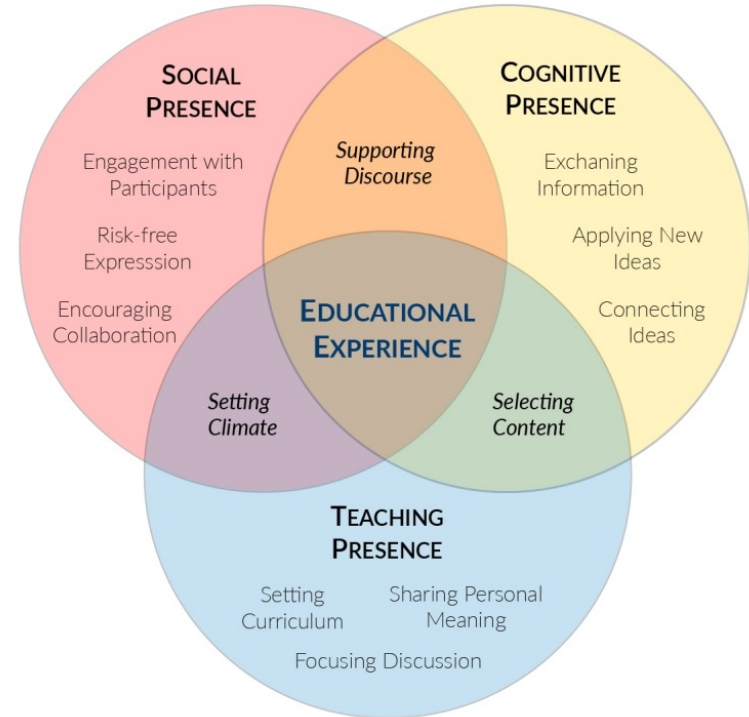 SOCIAL
PRESENCE
Engagement with
Participants
Risk-free
Expresssion
Encouraging
Collaboration
Supporting
Discourse
COGNITIVE
PRESENCE
Exchaning
Information
Applying New
Ideas
Connecting
Ideas
EDUCATIONAL
EXPERIENCE
Setting
Climate
Selecting
Content
TEACHING
PRESENCE
Setting
Curriculum
Sharing Personal
Meaning
Focusing Discussion